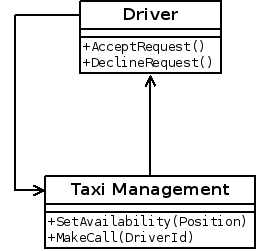 Driver
+AcceptRequest()
+DeclineRequest()
Taxi Management
+SetAvailability(Position)
+MakeCall(DriverId)